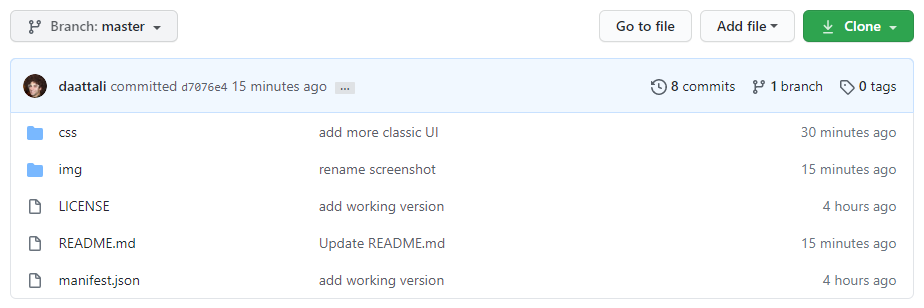 Branch: master Go to file Add file Clone
daattali committed d7076e4 15 minutes ago ... 8 commits 1 branch 0 tags
css add more classic UI 30 minutes ago
img rename screenshot 15 minutes ago
LICENSE add working version 4 hours ago
README.md Update README.md 15 minutes ago
manifest.json add working version 4 hours ago